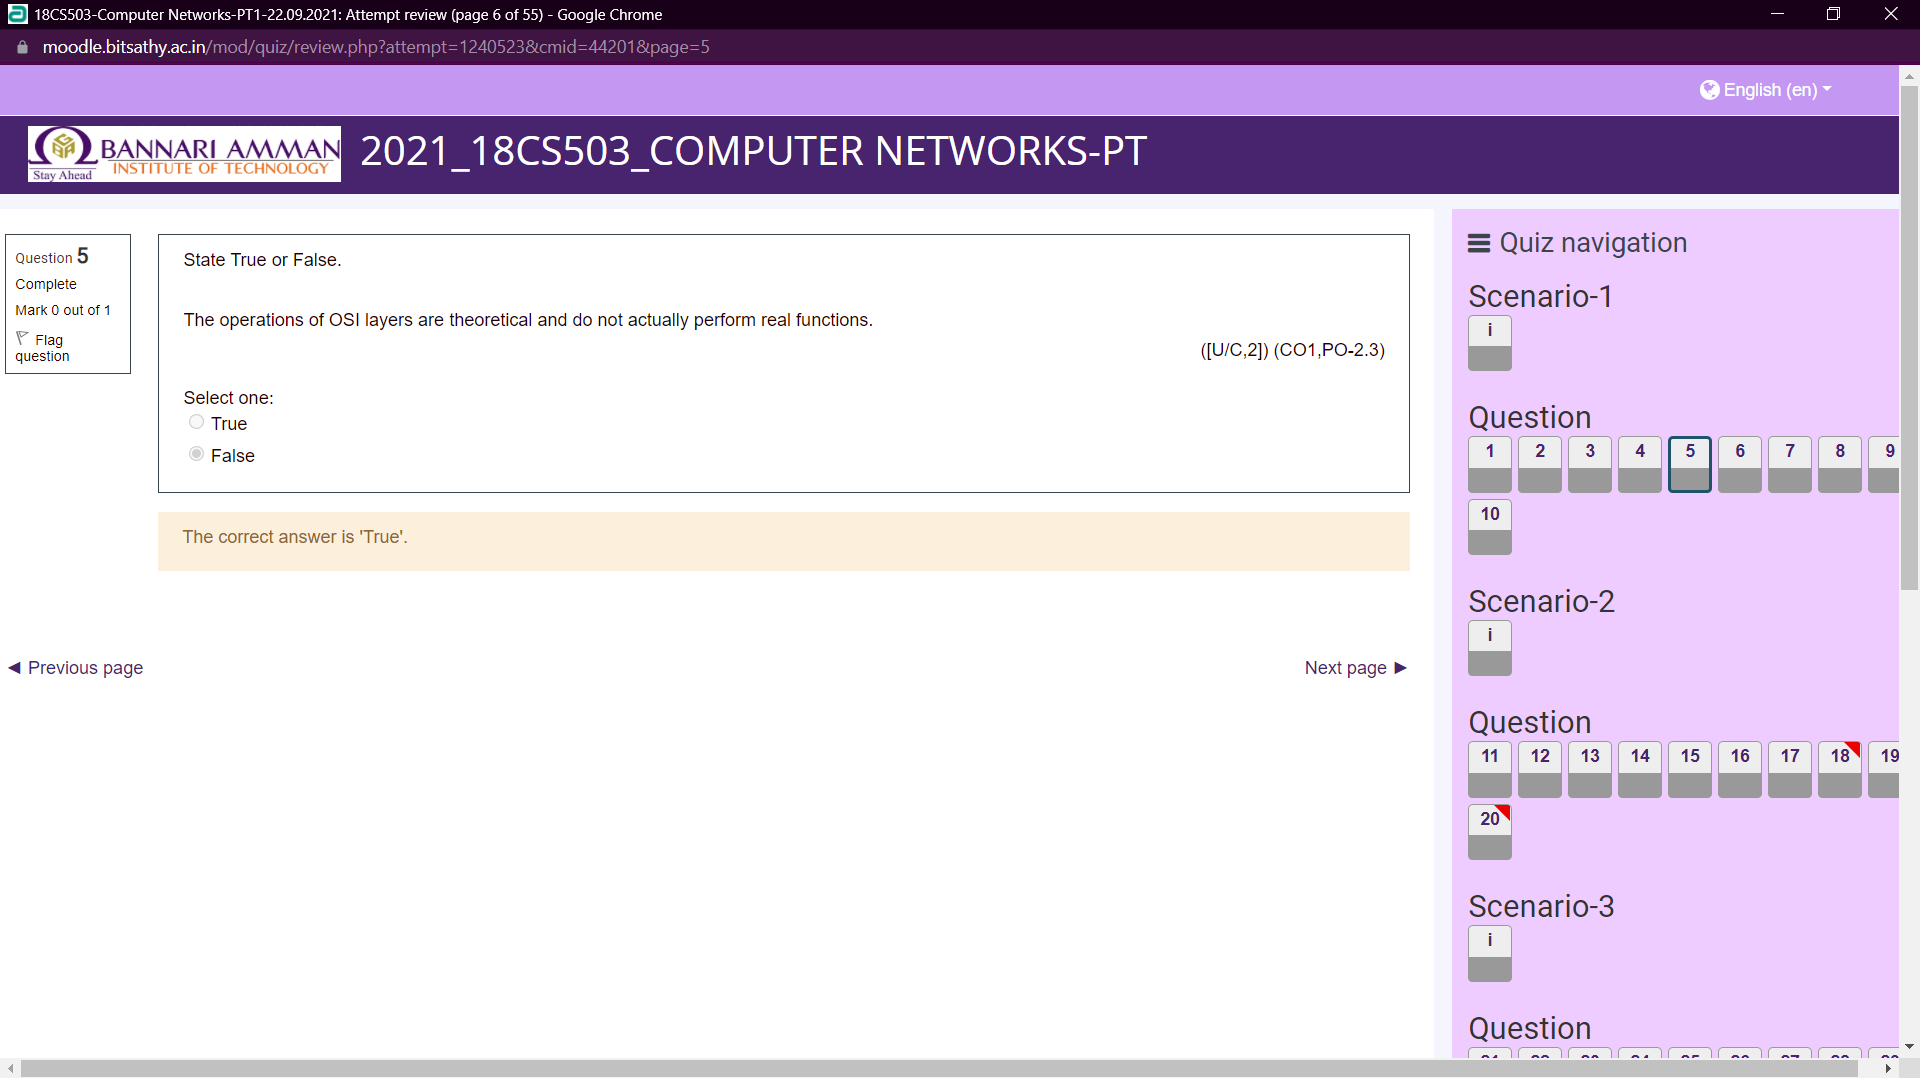 18CS503-Computer Networks-PT1-22.09.2021: Attempt review (page 6 of 55) - Google Chrome
moodle.bitsathy.ac.in/mod/quiz/review.php?attempt=1240523&cmid=44201&page=5
English (en)
BANNARI AMMAN
INSTITUTE OF TECHNOLOGY
Stay Ahead
2021_18CS503_COMPUTER NETWORKS-PT
Question 5
Complete
Mark 0 out of 1
Flag
question
State True or False.
The operations of OSI layers are theoretical and do not actually perform real functions.
([U/C,2]) (CO1,PO-2.3)
Select one:
True
False
The correct answer is 'True'.
◄ Previous page
Next page ►
Quiz navigation
Scenario-1
i
Question
1 2 3 4 5 6 7 8 9
10
Scenario-2
i
Question
11 12 13 14 15 16 17 18 19
20
Scenario-3
i
Question